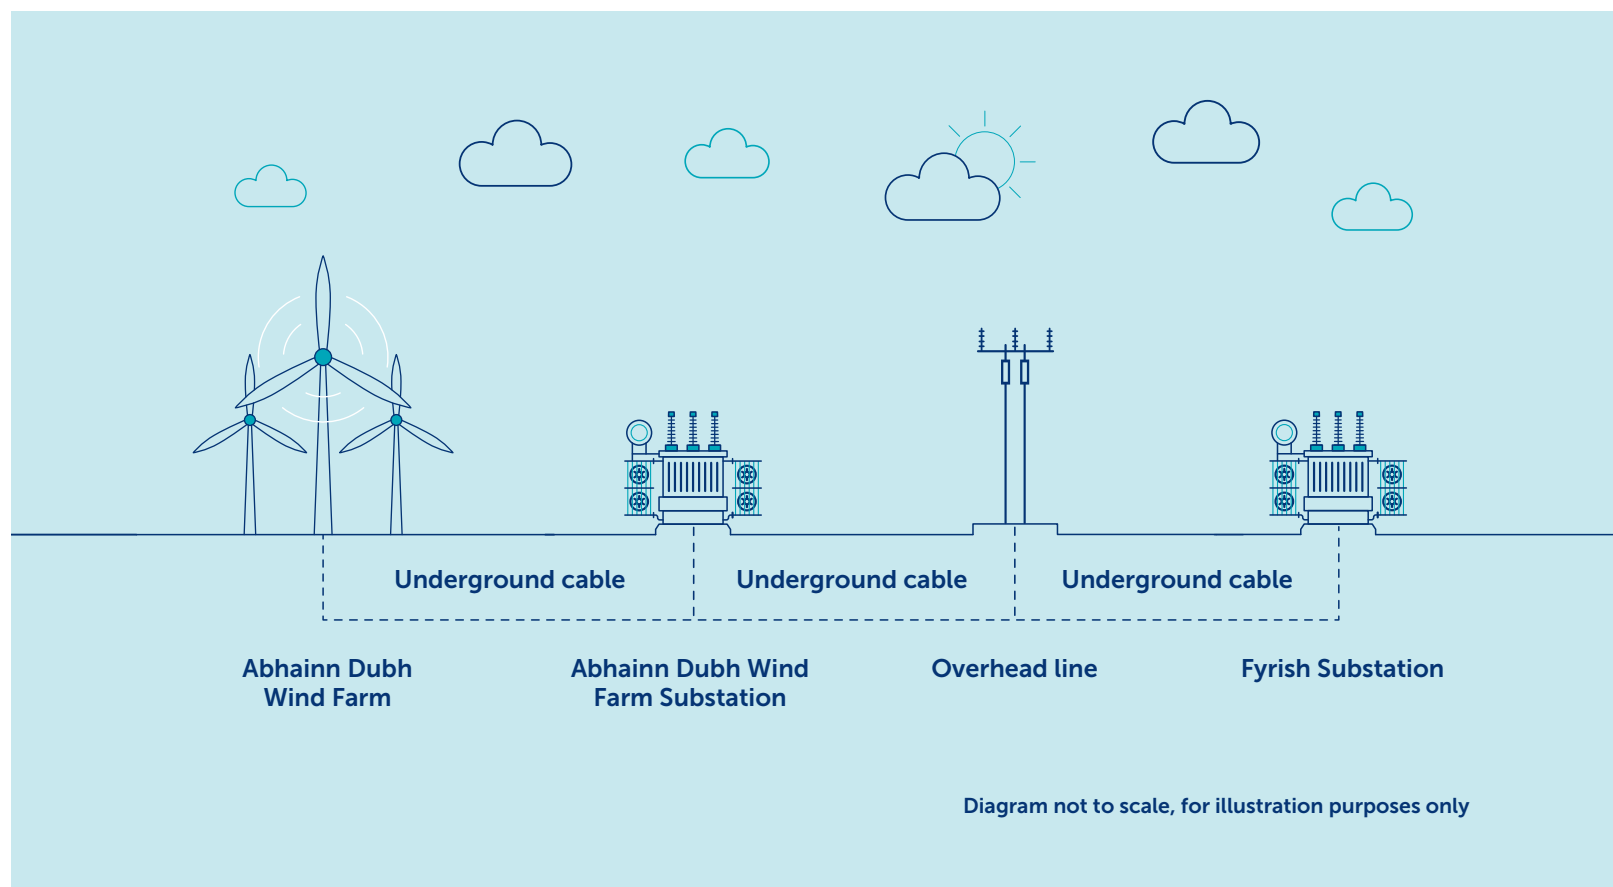 Underground cable
Underground cable
Underground cable
Abhainn Dubh
Wind Farm
Abhainn Dubh Wind
Farm Substation
Overhead line
Fyrish Substation
Diagram not to scale, for illustration purposes only